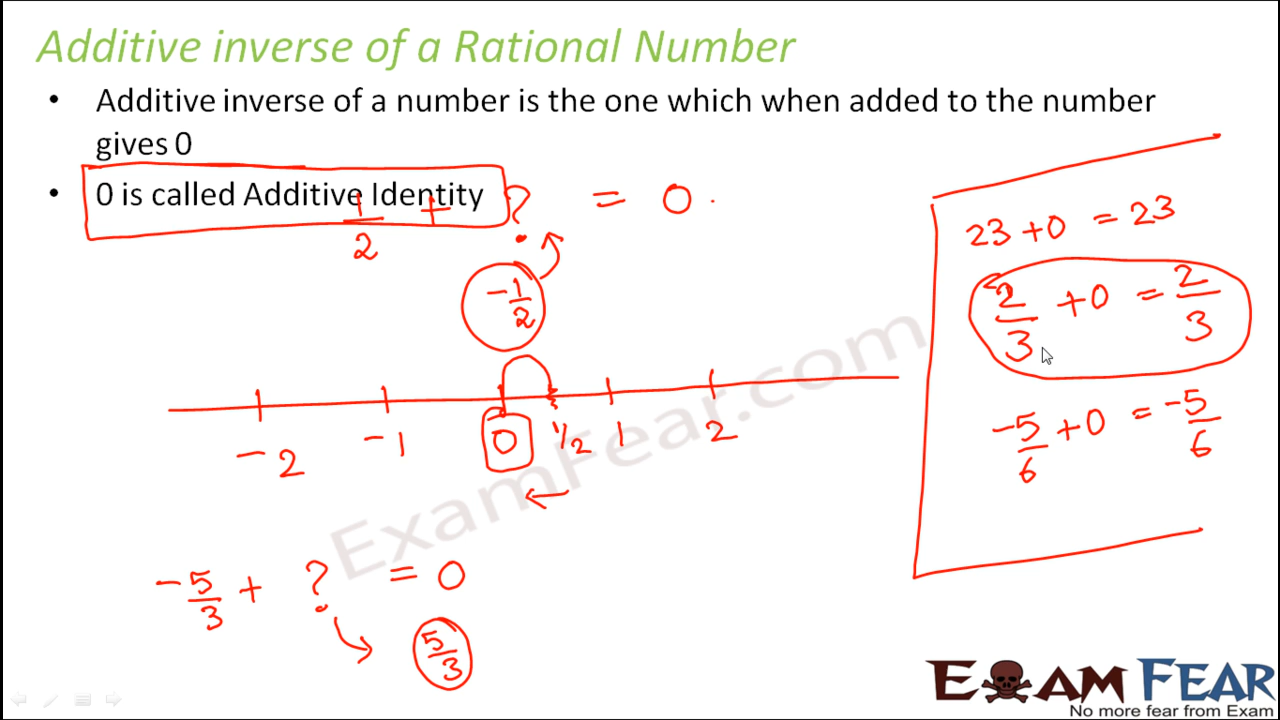 Additive inverse of a Rational Number
• Additive inverse of a number is the one which when added to the number
gives 0
• 0 is called Additive Identity
1/2 + ? = 0.
-1/2
-2 -1 0 1/2 1 2
-5/3 + ? = 0
5/3
23 + 0 = 23
2/3 + 0 = 2/3
-5/6 + 0 = -5/6
ExamFear.com
EXAM FEAR
No more fear from Exam